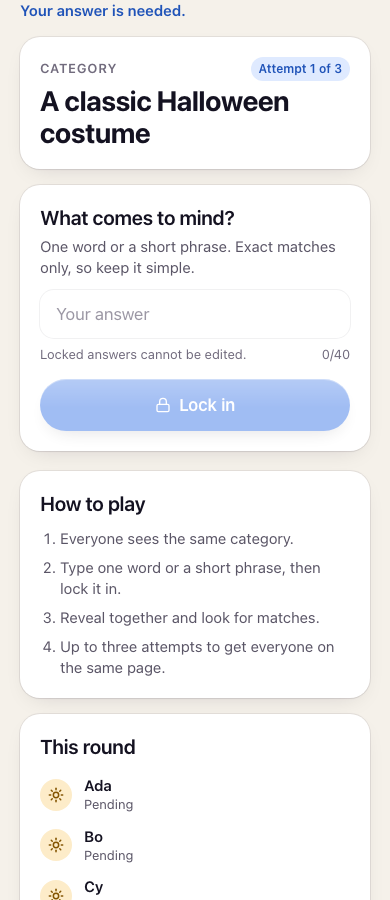 Your answer is needed.
CATEGORY
Attempt 1 of 3
A classic Halloween
costume
What comes to mind?
One word or a short phrase. Exact matches
only, so keep it simple.
Your answer
Locked answers cannot be edited.
0/40
Lock in
How to play
1. Everyone sees the same category.
2. Type one word or a short phrase, then
lock it in.
3. Reveal together and look for matches.
4. Up to three attempts to get everyone on
the same page.
This round
Ada
Pending
Bo
Pending
Cy